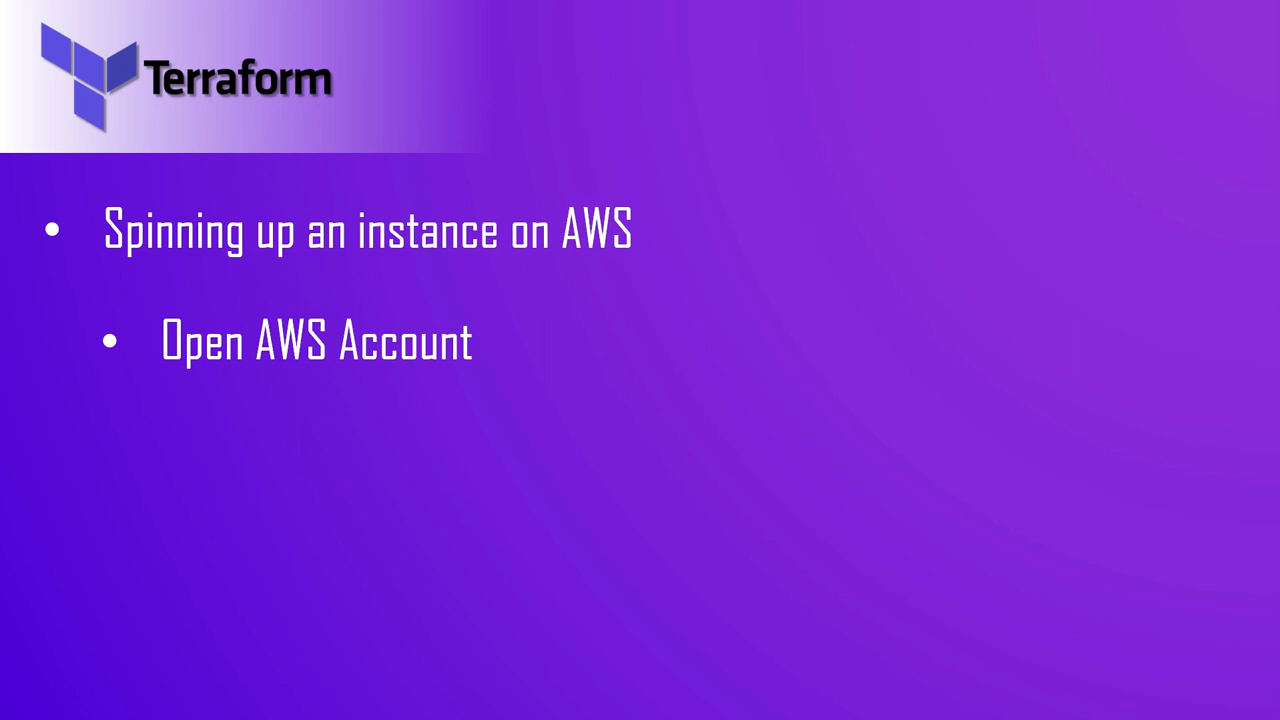 Terraform
• Spinning up an instance on AWS
• Open AWS Account